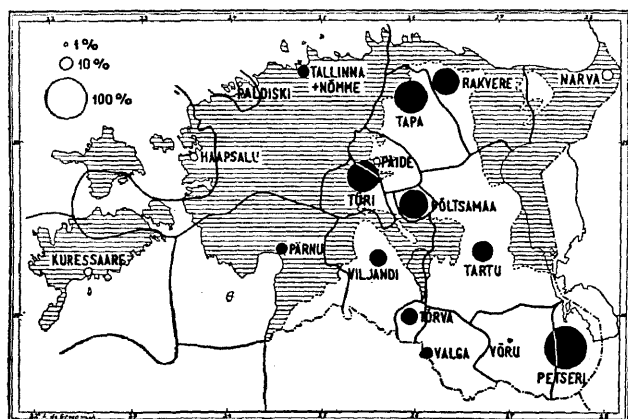 1%
10%
100%
TALLINNA
+NÕMME
PALDISKI
RAKVERE
NARVA
TAPA
HAAPSALU
PAIDE
TÜRI
PÕLTSAMAA
KURESSAARE
PÄRNU
VILJANDI
TARTU
TÕRVA
VALGA
VÕRU
PETSERI